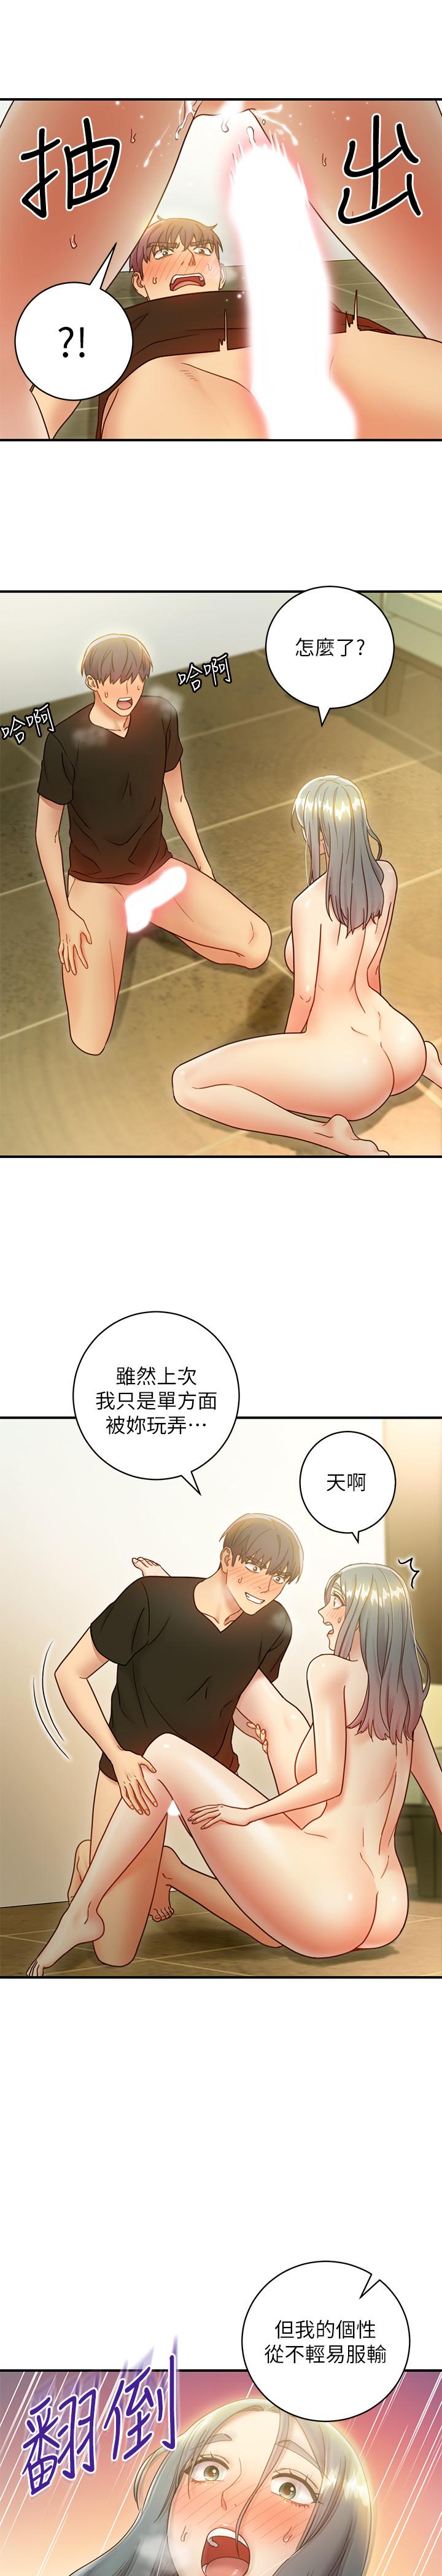 抽出
?!
怎麼了?
哈啊
哈啊
雖然上次
我只是單方面
被妳玩弄…
天啊
但我的個性
從不輕易服輸
翻倒